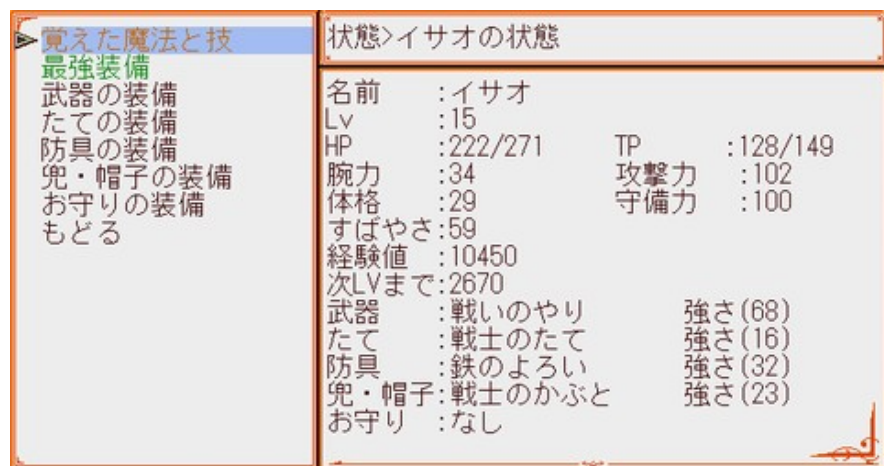 覚えた魔法と技
最強装備
武器の装備
たての装備
防具の装備
兜・帽子の装備
お守りの装備
もどる
状態>イサオの状態
名前 :イサオ
Lv :15
HP :222/271 TP :128/149
腕力 :34 攻撃力 :102
体格 :29 守備力 :100
すばやさ:59
経験値 :10450
次LVまで:2670
武器 :戦いのやり 強さ(68)
たて :戦士のたて 強さ(16)
防具 :鉄のよろい 強さ(32)
兜・帽子:戦士のかぶと 強さ(23)
お守り :なし